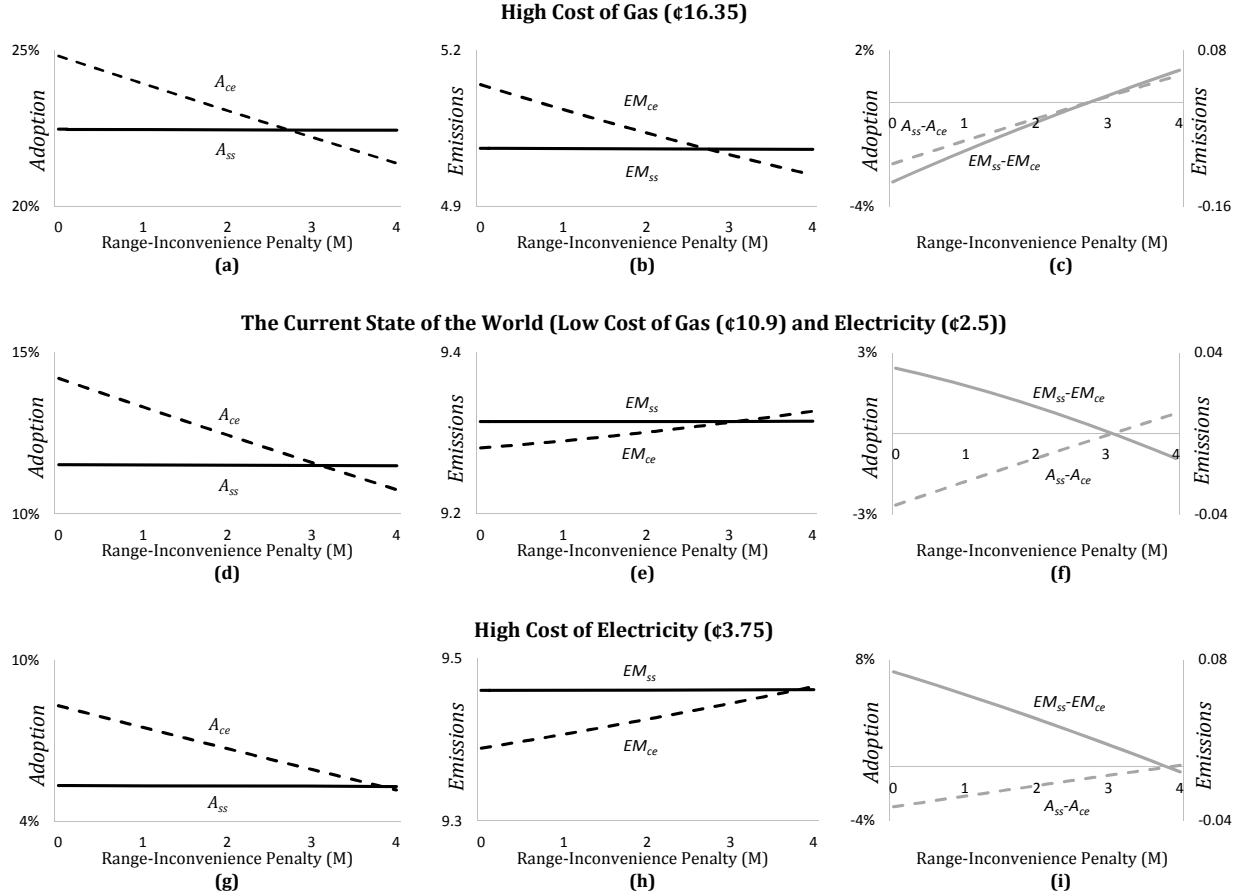 High Cost of Gas (¢16.35)
25%
20%
Adoption
A_ce
A_ss
0 1 2 3 4
Range-Inconvenience Penalty (M)
(a)
5.2
4.9
Emissions
EM_ce
EM_ss
0 1 2 3 4
Range-Inconvenience Penalty (M)
(b)
2%
-4%
Adoption
0.08
-0.16
Emissions
0 1 2 3 4
A_ss-A_ce
EM_ss-EM_ce
Range-Inconvenience Penalty (M)
(c)
The Current State of the World (Low Cost of Gas (¢10.9) and Electricity (¢2.5))
15%
10%
Adoption
A_ce
A_ss
0 1 2 3 4
Range-Inconvenience Penalty (M)
(d)
9.4
9.2
Emissions
EM_ss
EM_ce
0 1 2 3 4
Range-Inconvenience Penalty (M)
(e)
3%
-3%
Adoption
0.04
-0.04
Emissions
EM_ss-EM_ce
0 1 2 3 4
A_ss-A_ce
Range-Inconvenience Penalty (M)
(f)
High Cost of Electricity (¢3.75)
10%
4%
Adoption
A_ce
A_ss
0 1 2 3 4
Range-Inconvenience Penalty (M)
(g)
9.5
9.3
Emissions
EM_ss
EM_ce
0 1 2 3 4
Range-Inconvenience Penalty (M)
(h)
8%
-4%
Adoption
0.08
-0.04
Emissions
EM_ss-EM_ce
0 1 2 3 4
A_ss-A_ce
Range-Inconvenience Penalty (M)
(i)